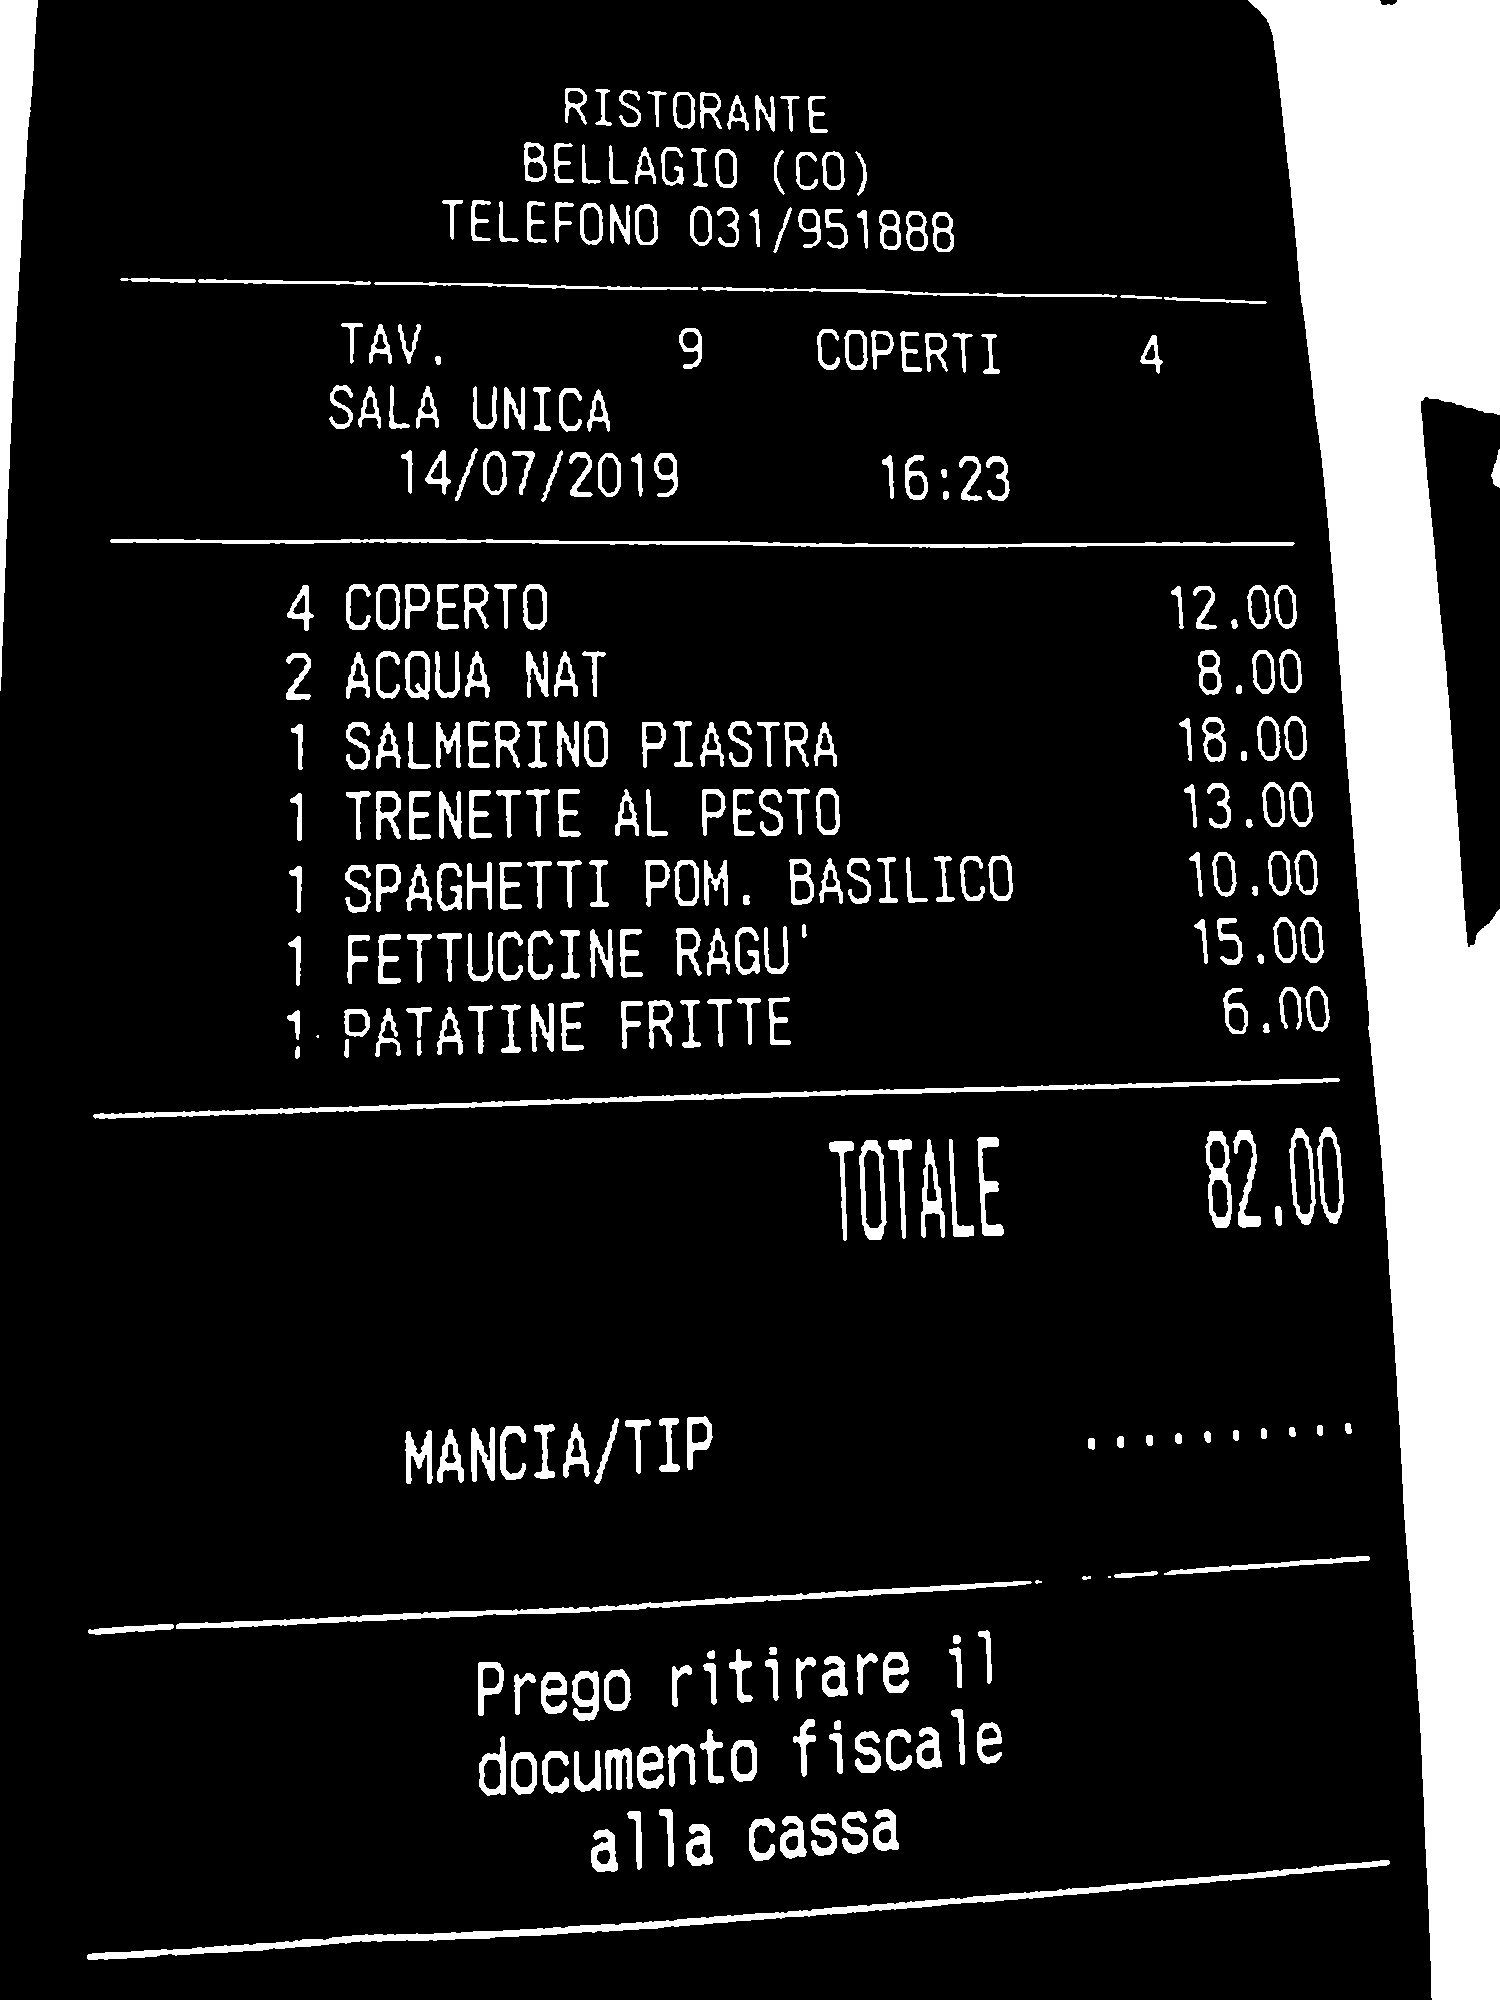 RISTORANTE
BELLAGIO (CO)
TELEFONO 031/951888
TAV. 9 COPERTI 4
SALA UNICA
14/07/2019 16:23
4 COPERTO 12.00
2 ACQUA NAT 8.00
1 SALMERINO PIASTRA 18.00
1 TRENETTE AL PESTO 13.00
1 SPAGHETTI POM. BASILICO 10.00
1 FETTUCCINE RAGU' 15.00
1 PATATINE FRITTE 6.00
TOTALE 82.00
MANCIA/TIP ..........
Prego ritirare il
documento fiscale
alla cassa